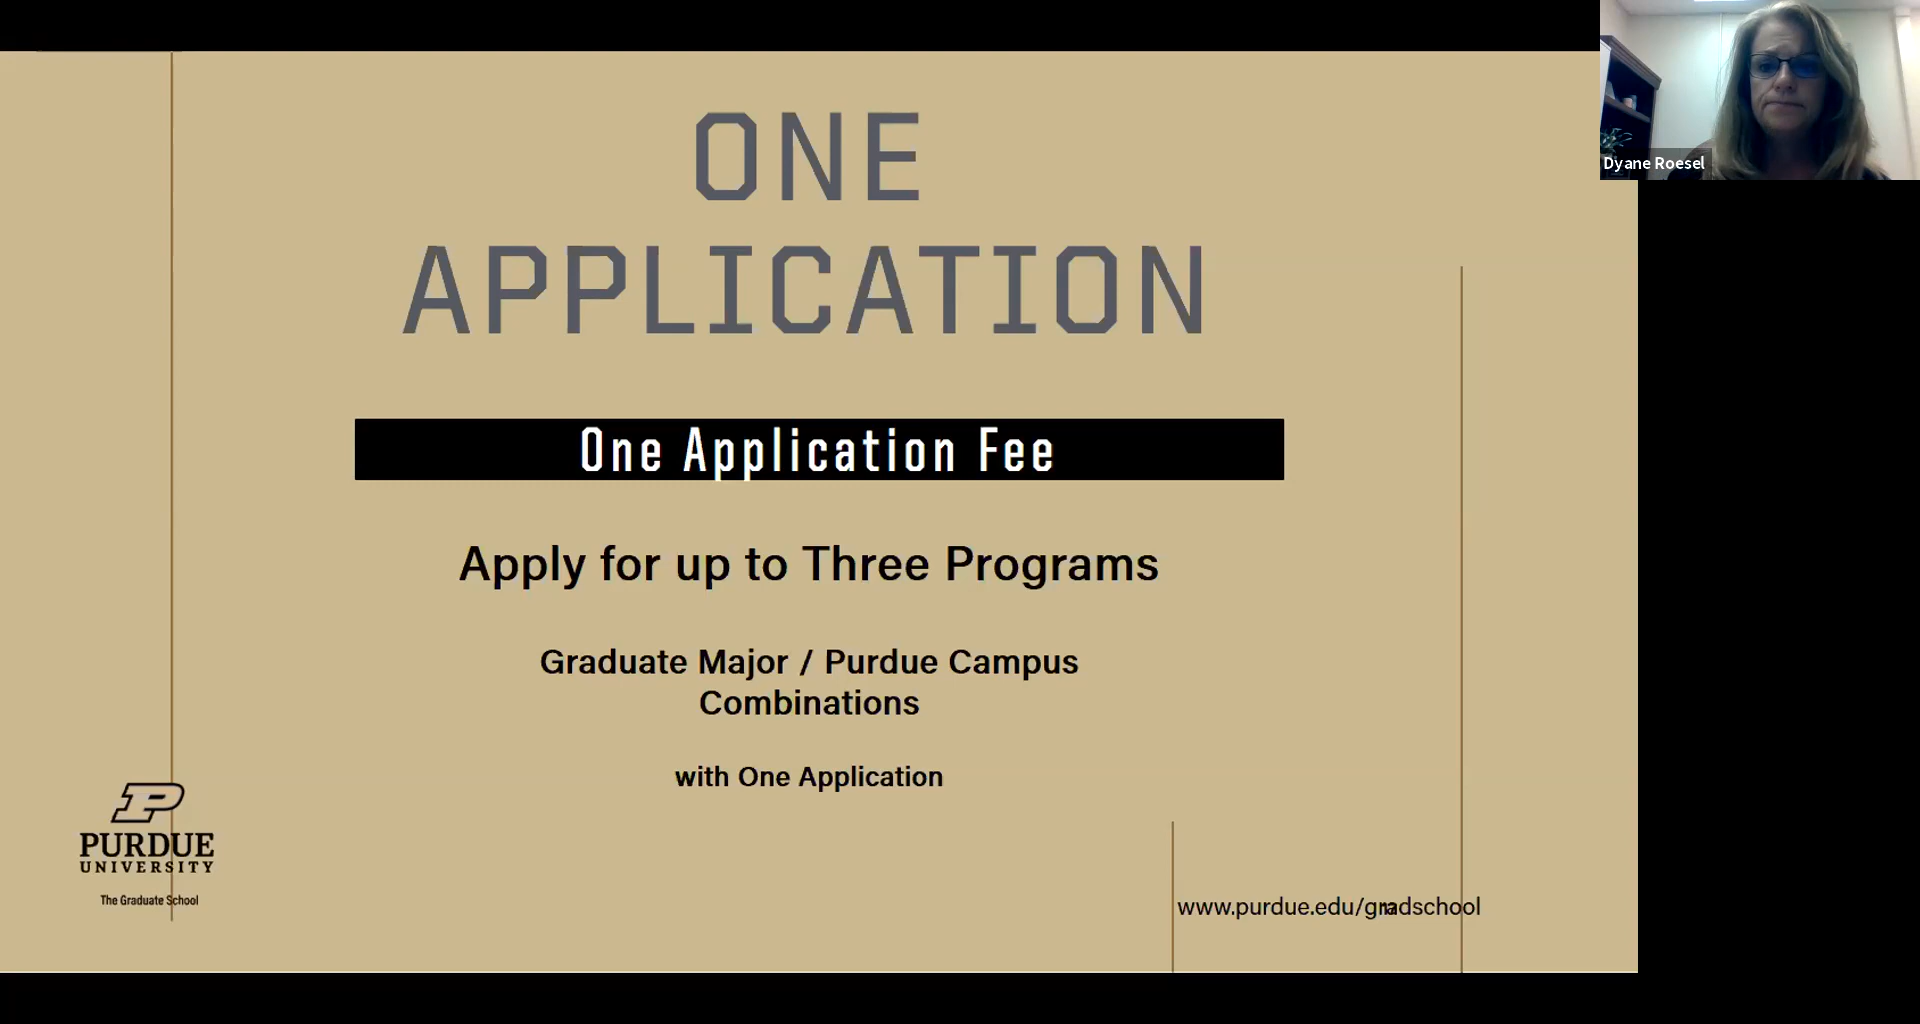 ONE
APPLICATION
One Application Fee
Apply for up to Three Programs
Graduate Major / Purdue Campus
Combinations
with One Application
P
PURDUE
UNIVERSITY
The Graduate School
www.purdue.edu/gradschool
Dyane Roesel